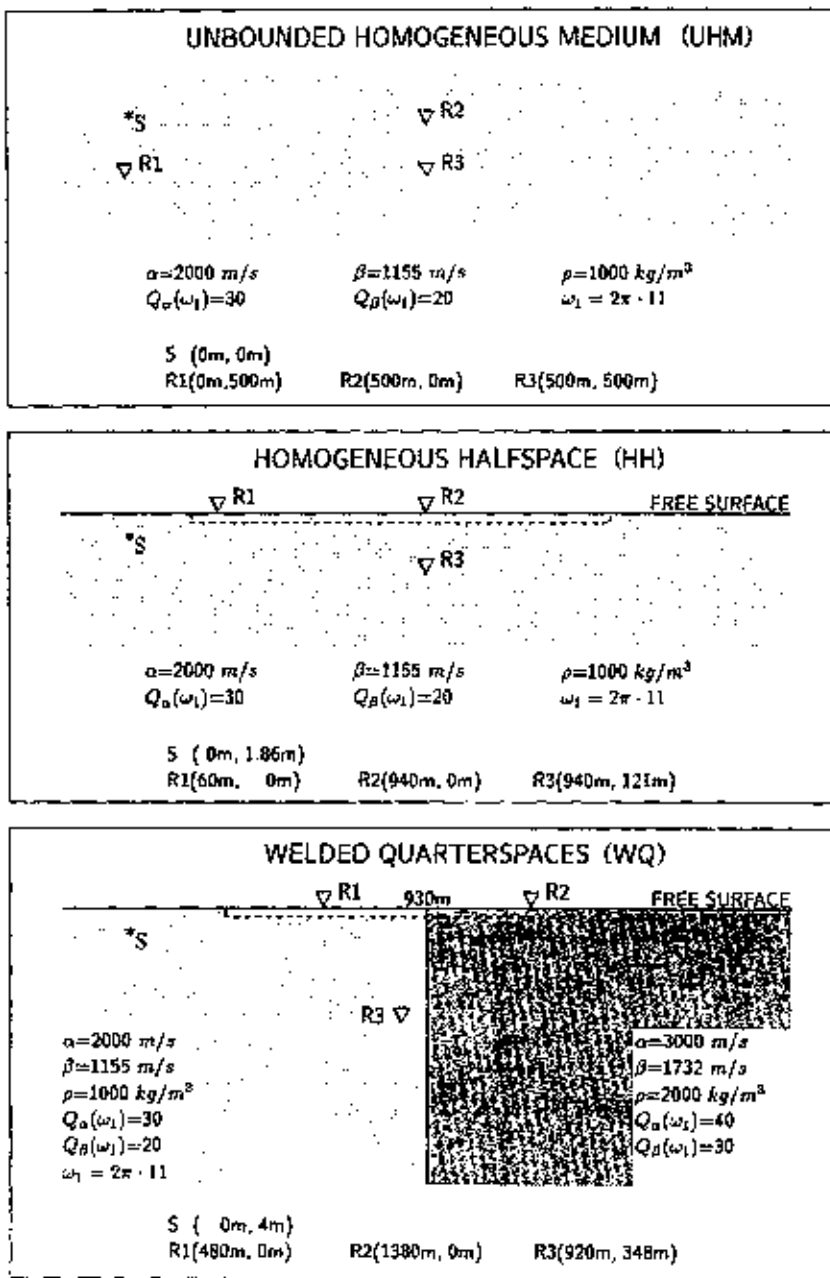 UNBOUNDED HOMOGENEOUS MEDIUM (UHM)
*S
R2
R1
R3
α=2000 m/s β=1155 m/s ρ=1000 kg/m³
Qα(ω₁)=30 Qβ(ω₁)=20 ω₁ = 2π · 11
S (0m, 0m)
R1(0m,500m) R2(500m, 0m) R3(500m, 500m)
HOMOGENEOUS HALFSPACE (HH)
R1 R2 FREE SURFACE
*S
R3
α=2000 m/s β=1155 m/s ρ=1000 kg/m³
Qα(ω₁)=30 Qβ(ω₁)=20 ω₁ = 2π · 11
S ( 0m, 1.86m)
R1(60m, 0m) R2(940m, 0m) R3(940m, 121m)
WELDED QUARTERSPACES (WQ)
R1 930m R2 FREE SURFACE
*S
R3
α=2000 m/s
β=1155 m/s
ρ=1000 kg/m³
Qα(ω₁)=30
Qβ(ω₁)=20
ω₁ = 2π · 11
α=3000 m/s
β=1732 m/s
ρ=2000 kg/m³
Qα(ω₁)=40
Qβ(ω₁)=30
S ( 0m, 4m)
R1(480m, 0m) R2(1380m, 0m) R3(920m, 348m)